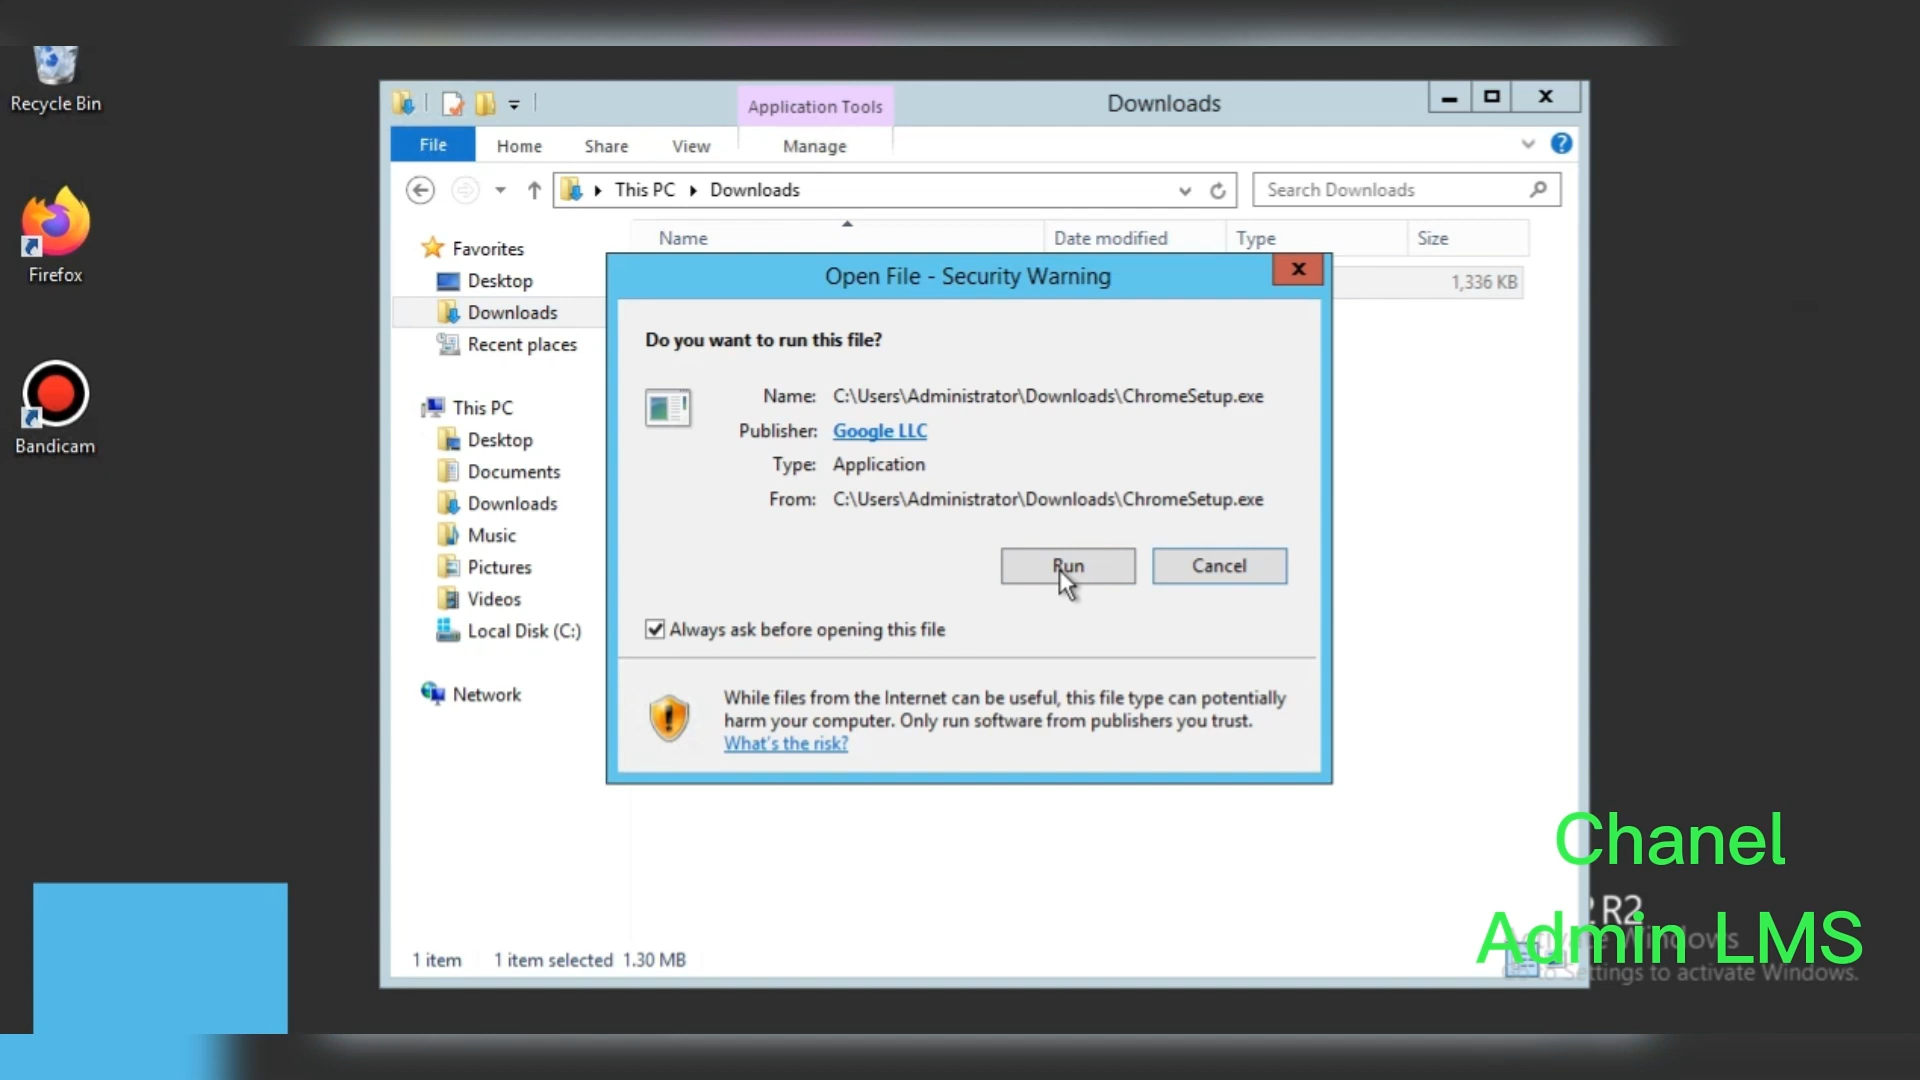 Recycle Bin
Firefox
Bandicam
Application Tools
Downloads
File
Home
Share
View
Manage
This PC
Downloads
Search Downloads
Name
Date modified
Type
Size
1,336 KB
Favorites
Desktop
Downloads
Recent places
This PC
Desktop
Documents
Downloads
Music
Pictures
Videos
Local Disk (C:)
Network
Open File - Security Warning
Do you want to run this file?
Name: C:\Users\Administrator\Downloads\ChromeSetup.exe
Publisher: Google LLC
Type: Application
From: C:\Users\Administrator\Downloads\ChromeSetup.exe
Run
Cancel
Always ask before opening this file
While files from the Internet can be useful, this file type can potentially
harm your computer. Only run software from publishers you trust.
What's the risk?
1 item
1 item selected 1.30 MB
Chanel
R2
Admin LMS
Windows
Settings to activate Windows.